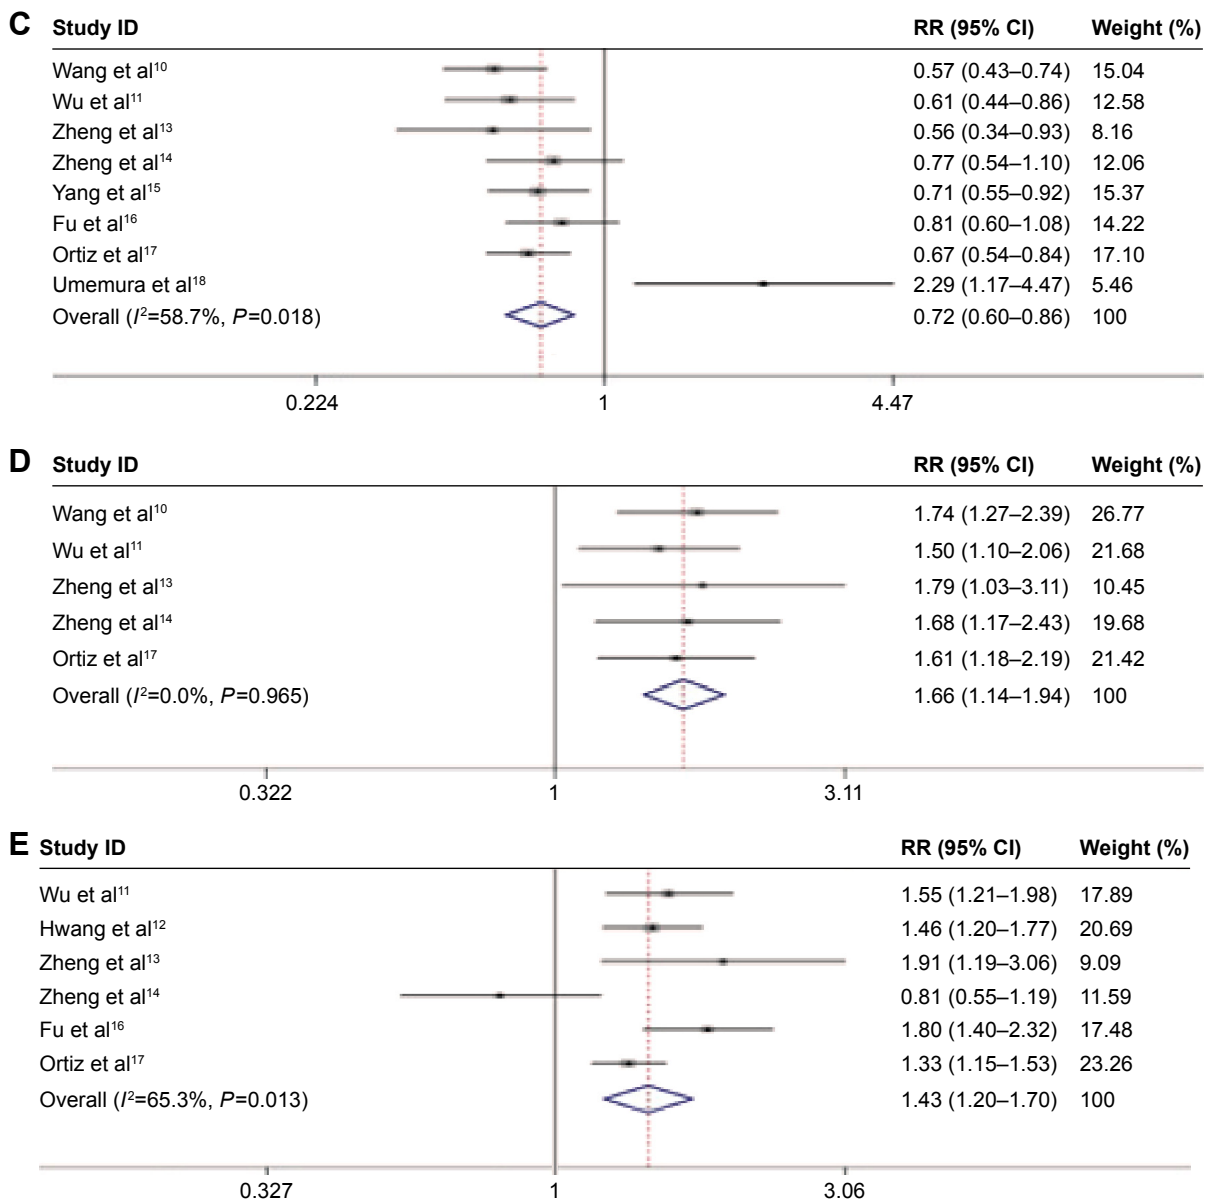 C Study ID RR (95% CI) Weight (%)
Wang et al10 0.57 (0.43–0.74) 15.04
Wu et al11 0.61 (0.44–0.86) 12.58
Zheng et al13 0.56 (0.34–0.93) 8.16
Zheng et al14 0.77 (0.54–1.10) 12.06
Yang et al15 0.71 (0.55–0.92) 15.37
Fu et al16 0.81 (0.60–1.08) 14.22
Ortiz et al17 0.67 (0.54–0.84) 17.10
Umemura et al18 2.29 (1.17–4.47) 5.46
Overall (I2=58.7%, P=0.018) 0.72 (0.60–0.86) 100
0.224 1 4.47
D Study ID RR (95% CI) Weight (%)
Wang et al10 1.74 (1.27–2.39) 26.77
Wu et al11 1.50 (1.10–2.06) 21.68
Zheng et al13 1.79 (1.03–3.11) 10.45
Zheng et al14 1.68 (1.17–2.43) 19.68
Ortiz et al17 1.61 (1.18–2.19) 21.42
Overall (I2=0.0%, P=0.965) 1.66 (1.14–1.94) 100
0.322 1 3.11
E Study ID RR (95% CI) Weight (%)
Wu et al11 1.55 (1.21–1.98) 17.89
Hwang et al12 1.46 (1.20–1.77) 20.69
Zheng et al13 1.91 (1.19–3.06) 9.09
Zheng et al14 0.81 (0.55–1.19) 11.59
Fu et al16 1.80 (1.40–2.32) 17.48
Ortiz et al17 1.33 (1.15–1.53) 23.26
Overall (I2=65.3%, P=0.013) 1.43 (1.20–1.70) 100
0.327 1 3.06